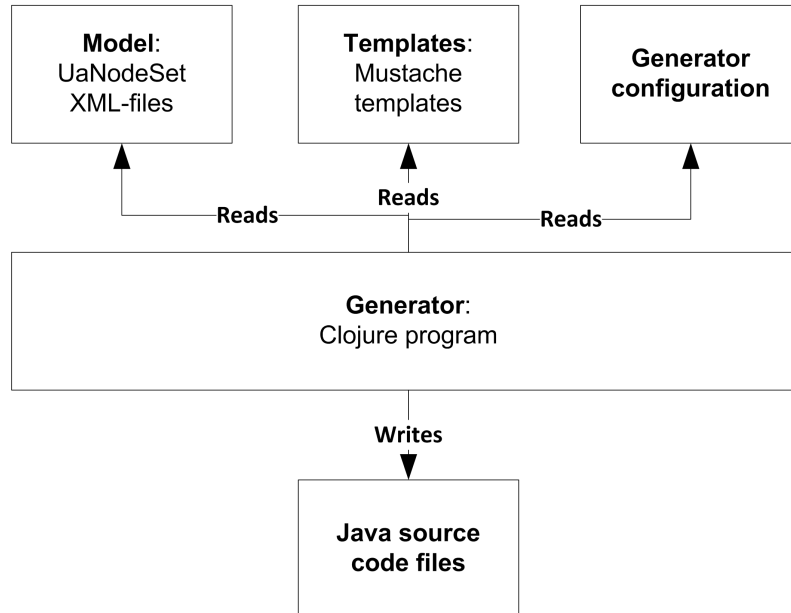 Model:
UaNodeSet
XML-files
Templates:
Mustache
templates
Generator
configuration
Reads
Reads
Reads
Generator:
Clojure program
Writes
Java source
code files